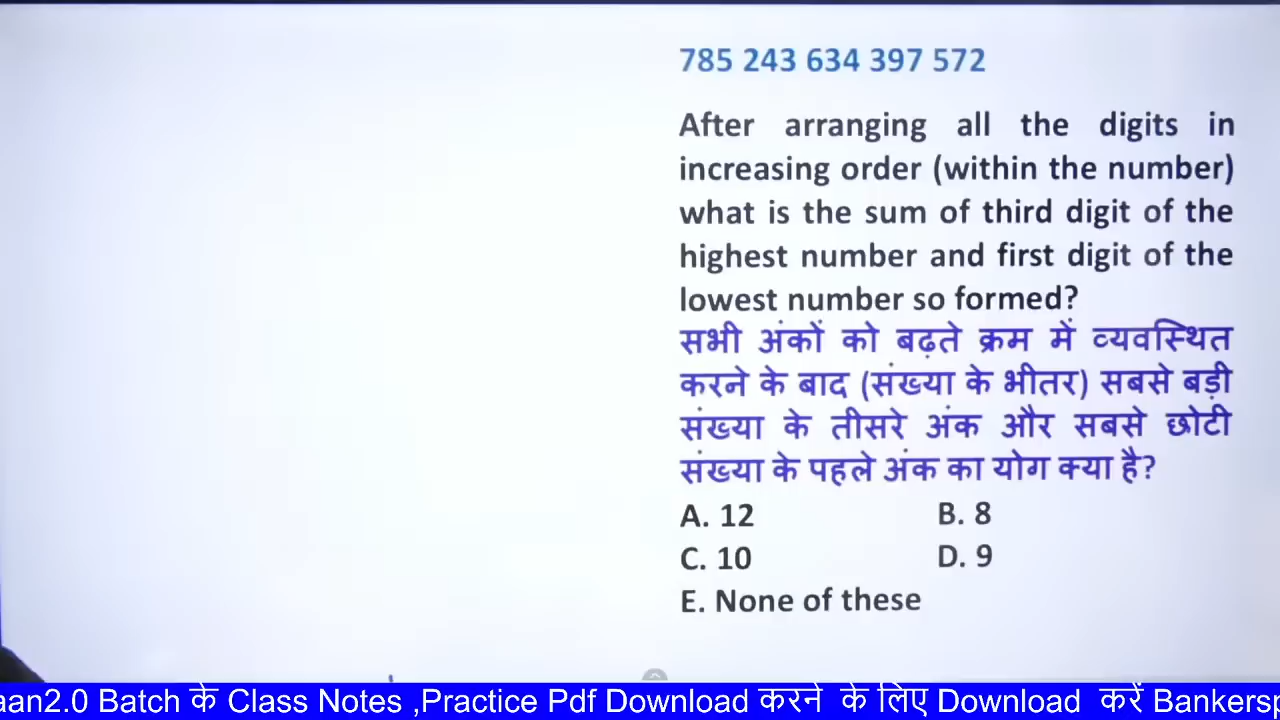 785 243 634 397 572
After arranging all the digits in
increasing order (within the number)
what is the sum of third digit of the
highest number and first digit of the
lowest number so formed?
सभी अंकों को बढ़ते क्रम में व्यवस्थित
करने के बाद (संख्या के भीतर) सबसे बड़ी
संख्या के तीसरे अंक और सबसे छोटी
संख्या के पहले अंक का योग क्या है?
A. 12 B. 8
C. 10 D. 9
E. None of these
aan2.0 Batch के Class Notes ,Practice Pdf Download करने के लिए Download करें Bankersp